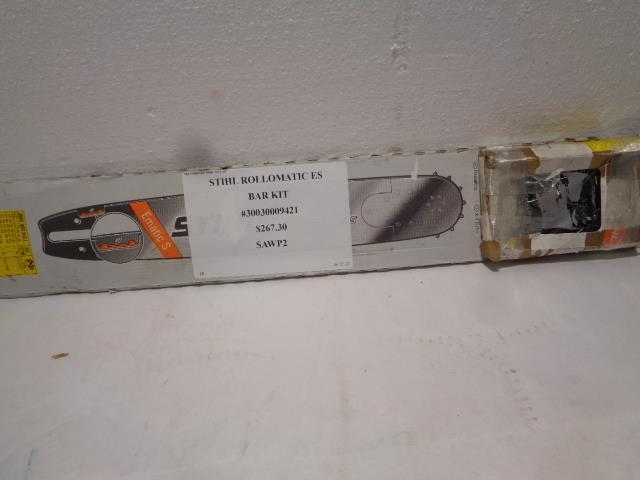 STIHL ROLLOMATIC ES
BAR KIT
#30030009421
$267.30
SAWP2
Ematic S